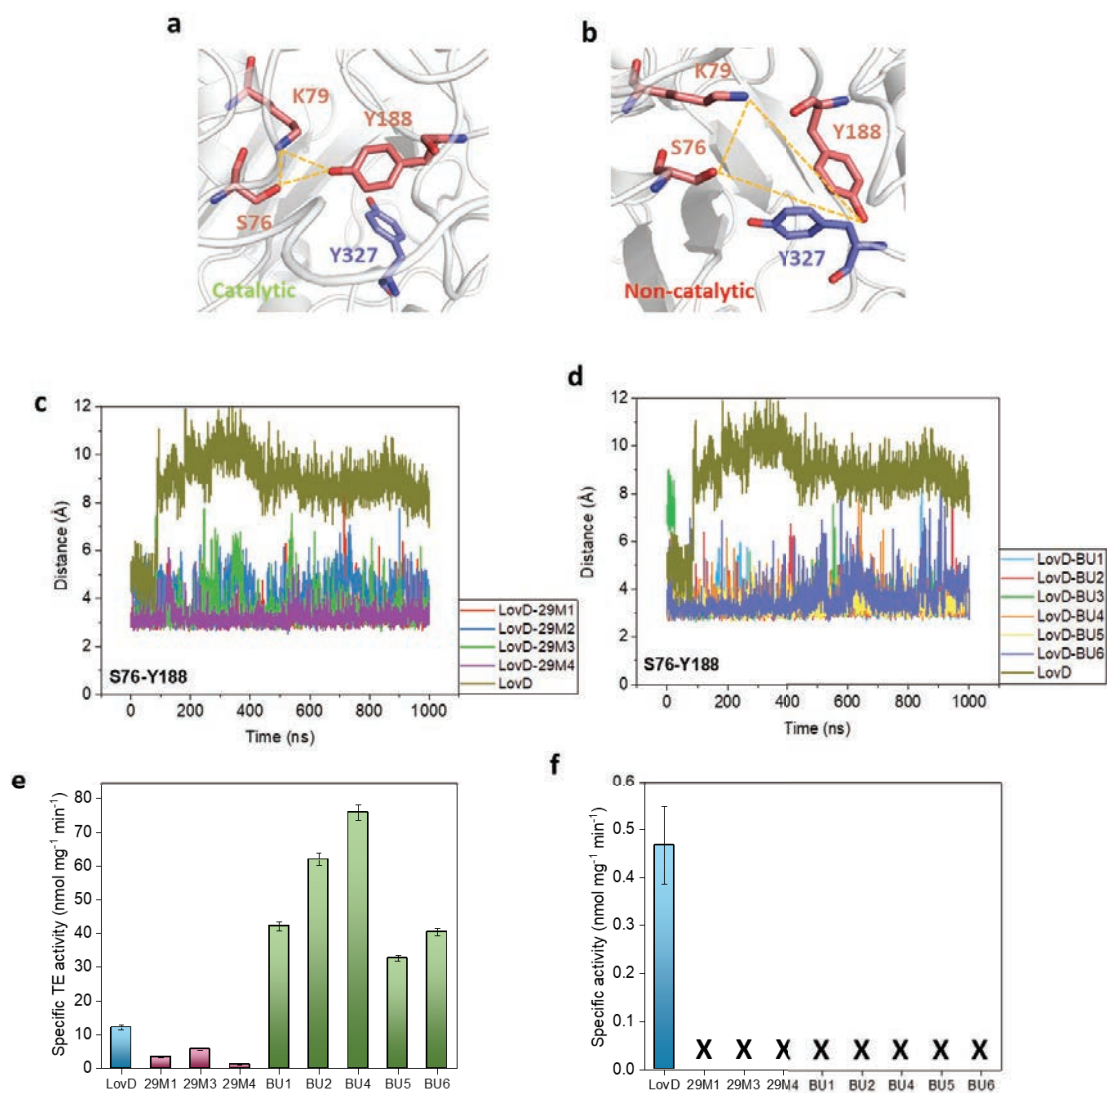 a
K79
Y188
S76
Y327
Catalytic
b
K79
Y188
S76
Y327
Non-catalytic
c
12
10
8
6
4
2
0
Distance (Å)
S76-Y188
0
200
400
600
800
1000
Time (ns)
LovD-29M1
LovD-29M2
LovD-29M3
LovD-29M4
LovD
d
12
10
8
6
4
2
0
Distance (Å)
S76-Y188
0
200
400
600
800
1000
Time (ns)
LovD-BU1
LovD-BU2
LovD-BU3
LovD-BU4
LovD-BU5
LovD-BU6
LovD
e
Specific TE activity (nmol mg⁻¹ min⁻¹)
80
70
60
50
40
30
20
10
0
LovD 29M1 29M3 29M4 BU1 BU2 BU4 BU5 BU6
f
Specific activity (nmol mg⁻¹ min⁻¹)
0.6
0.5
0.4
0.3
0.2
0.1
0.0
X X X X X X X X
LovD 29M1 29M3 29M4 BU1 BU2 BU4 BU5 BU6